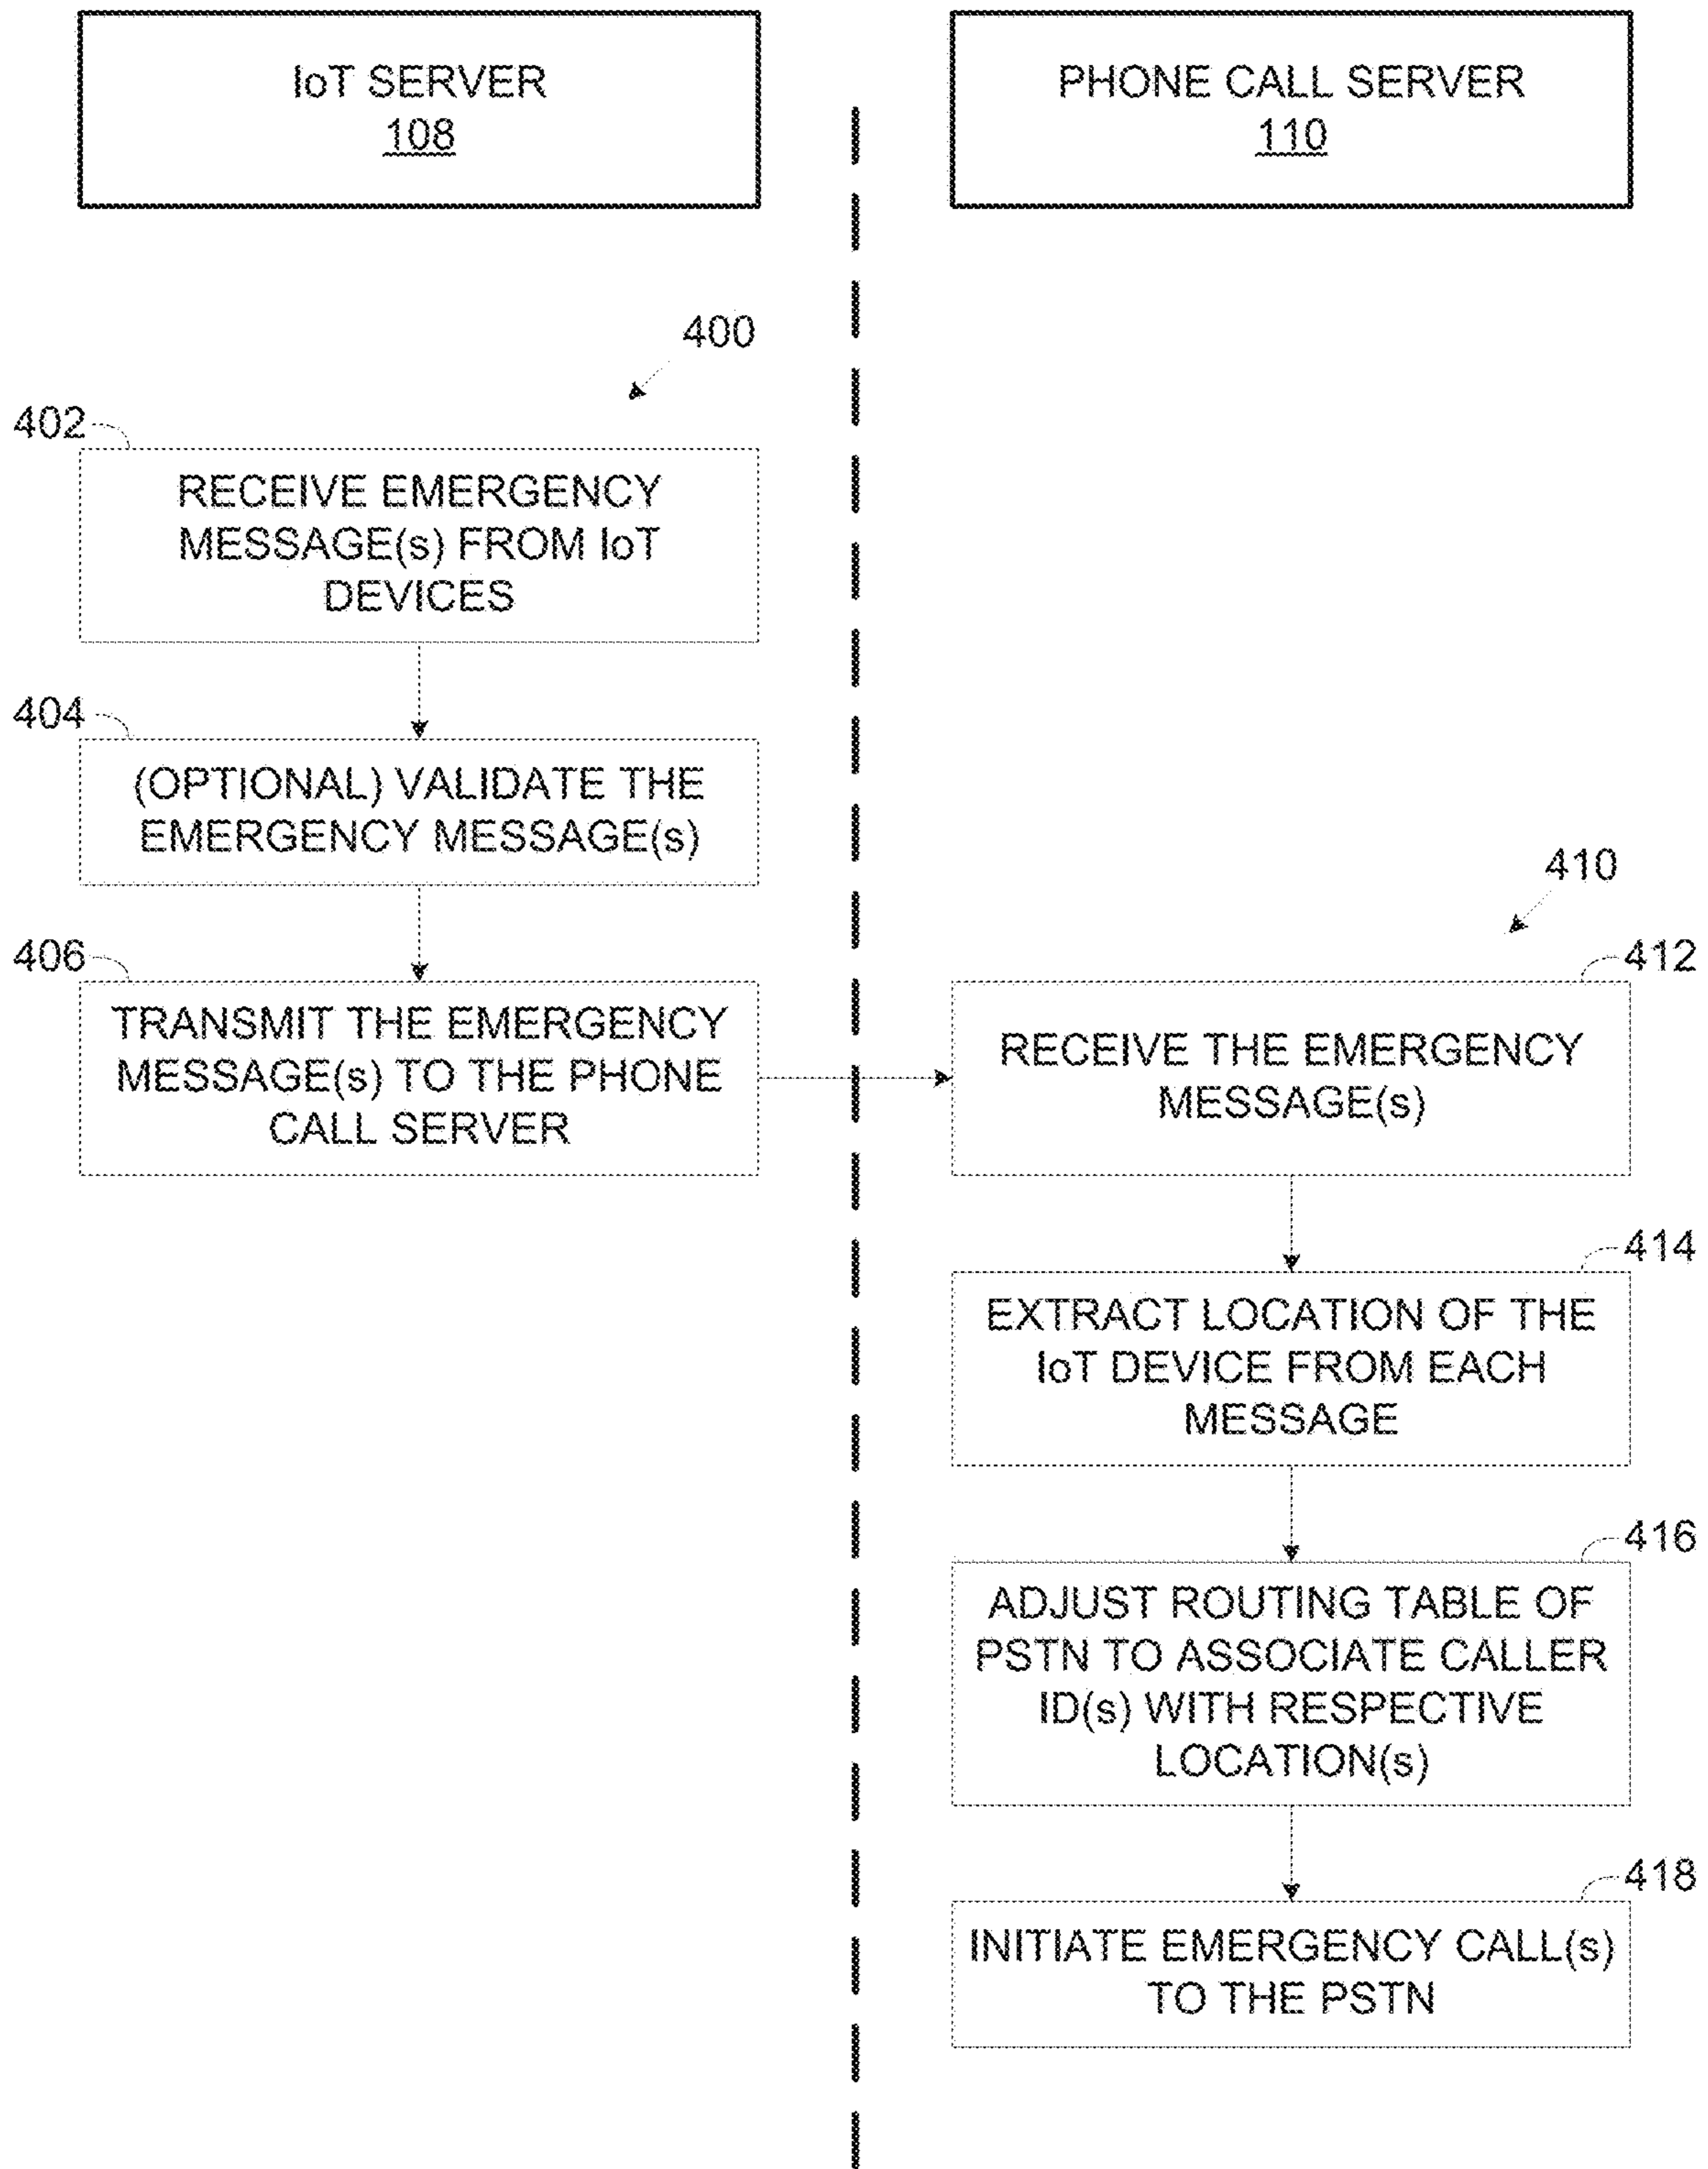 IoT SERVER
108
PHONE CALL SERVER
110
400
402
RECEIVE EMERGENCY
MESSAGE(s) FROM IoT
DEVICES
404
(OPTIONAL) VALIDATE THE
EMERGENCY MESSAGE(s)
406
TRANSMIT THE EMERGENCY
MESSAGE(s) TO THE PHONE
CALL SERVER
410
412
RECEIVE THE EMERGENCY
MESSAGE(s)
414
EXTRACT LOCATION OF THE
IoT DEVICE FROM EACH
MESSAGE
416
ADJUST ROUTING TABLE OF
PSTN TO ASSOCIATE CALLER
ID(s) WITH RESPECTIVE
LOCATION(s)
418
INITIATE EMERGENCY CALL(s)
TO THE PSTN